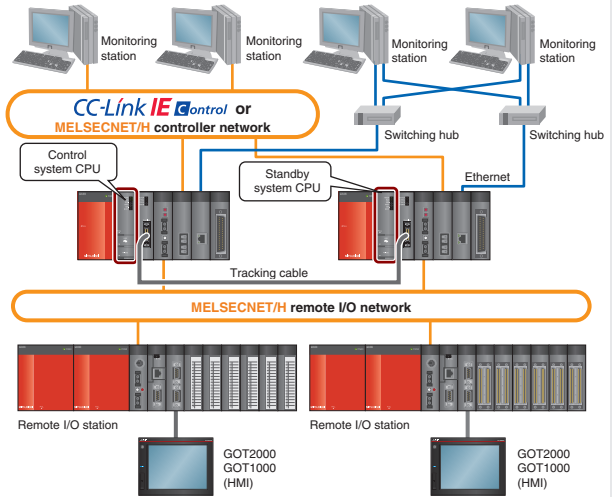 Monitoring
station
Monitoring
station
Monitoring
station
Monitoring
station
CC-Link IE Control or
MELSECNET/H controller network
Switching hub
Switching hub
Control
system CPU
Standby
system CPU
Ethernet
Tracking cable
MELSECNET/H remote I/O network
Remote I/O station
Remote I/O station
GOT2000
GOT1000
(HMI)
GOT2000
GOT1000
(HMI)